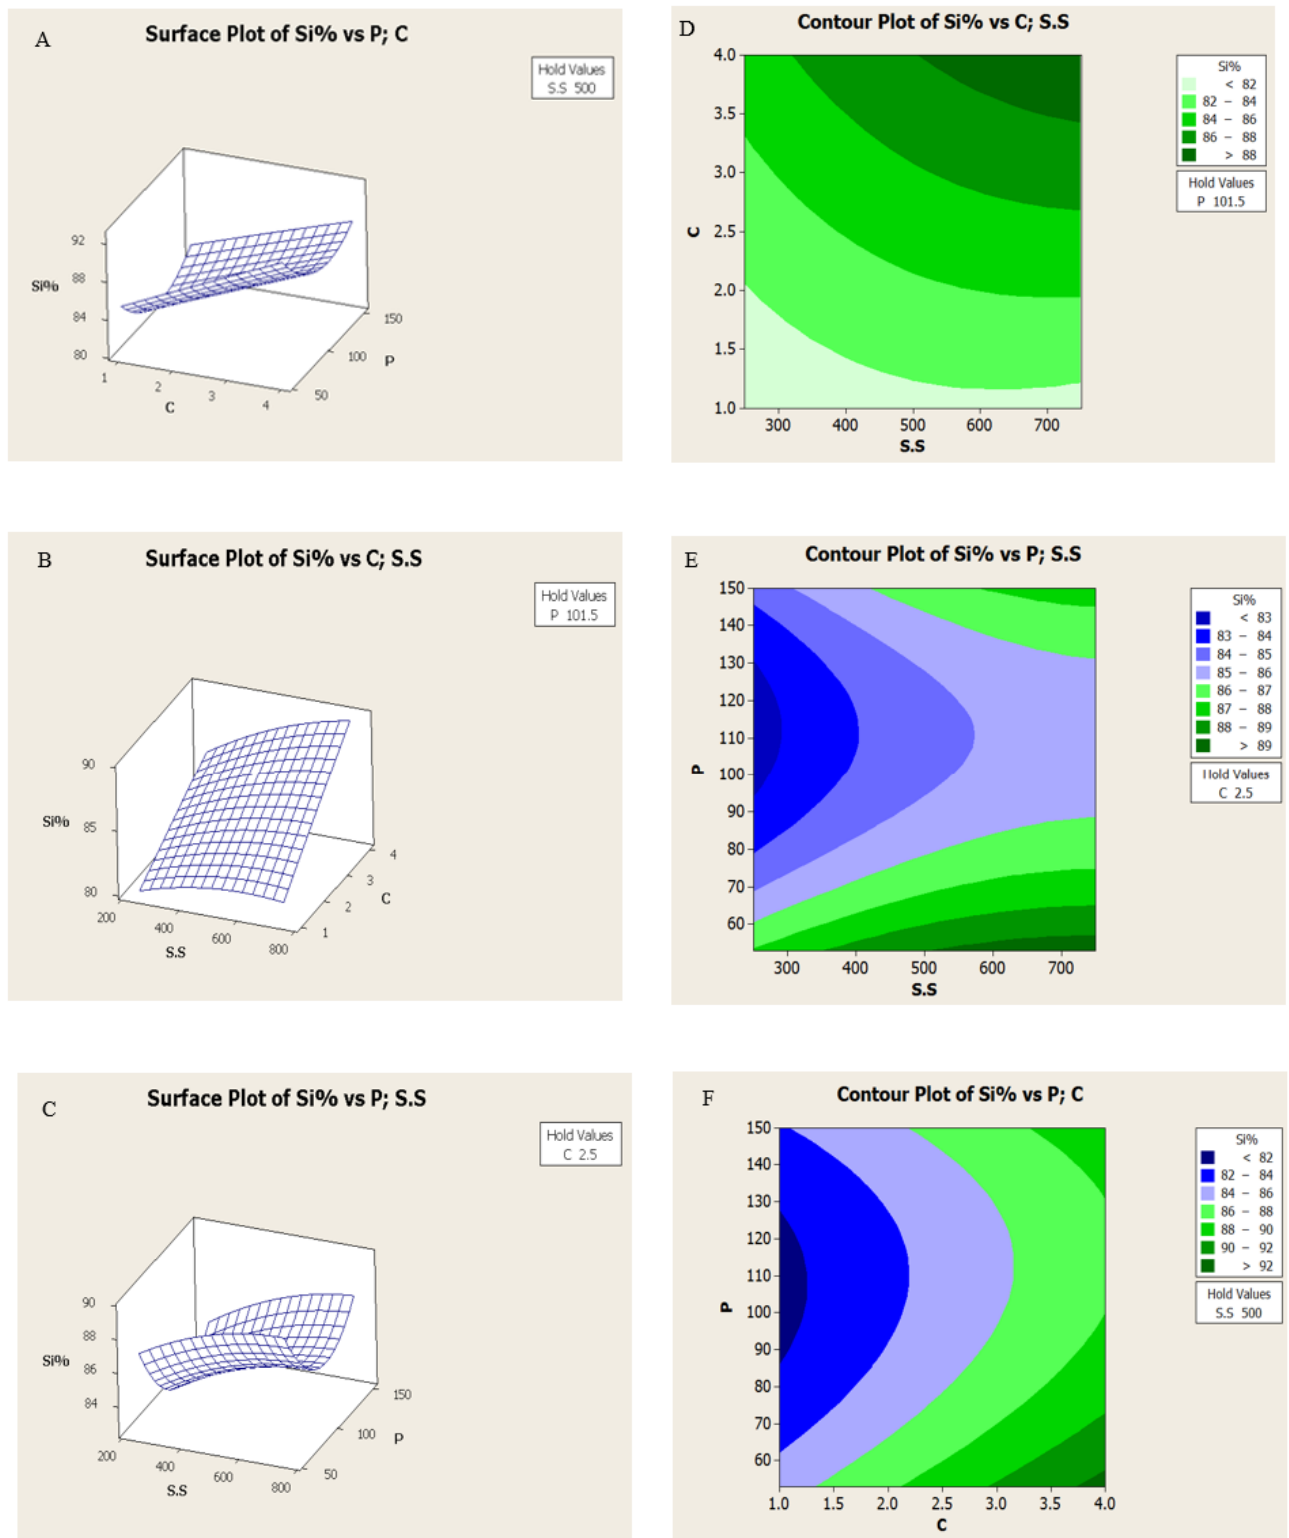 A
Surface Plot of Si% vs P; C
Hold Values
S.S 500
92
88
84
80
Si%
1
2
3
4
C
50
100
150
P
D
Contour Plot of Si% vs C; S.S
4.0
3.5
3.0
2.5
2.0
1.5
1.0
C
300 400 500 600 700
S.S
Si%
< 82
82 – 84
84 – 86
86 – 88
> 88
Hold Values
P 101.5
B
Surface Plot of Si% vs C; S.S
Hold Values
P 101.5
90
85
80
Si%
200
400
600
800
S.S
1
2
3
4
C
E
Contour Plot of Si% vs P; S.S
150
140
130
120
110
100
90
80
70
60
P
300 400 500 600 700
S.S
Si%
< 83
83 – 84
84 – 85
85 – 86
86 – 87
87 – 88
88 – 89
> 89
Hold Values
C 2.5
C
Surface Plot of Si% vs P; S.S
Hold Values
C 2.5
90
88
86
84
Si%
200
400
600
800
S.S
50
100
150
P
F
Contour Plot of Si% vs P; C
150
140
130
120
110
100
90
80
70
60
P
1.0 1.5 2.0 2.5 3.0 3.5 4.0
C
Si%
< 82
82 – 84
84 – 86
86 – 88
88 – 90
90 – 92
> 92
Hold Values
S.S 500